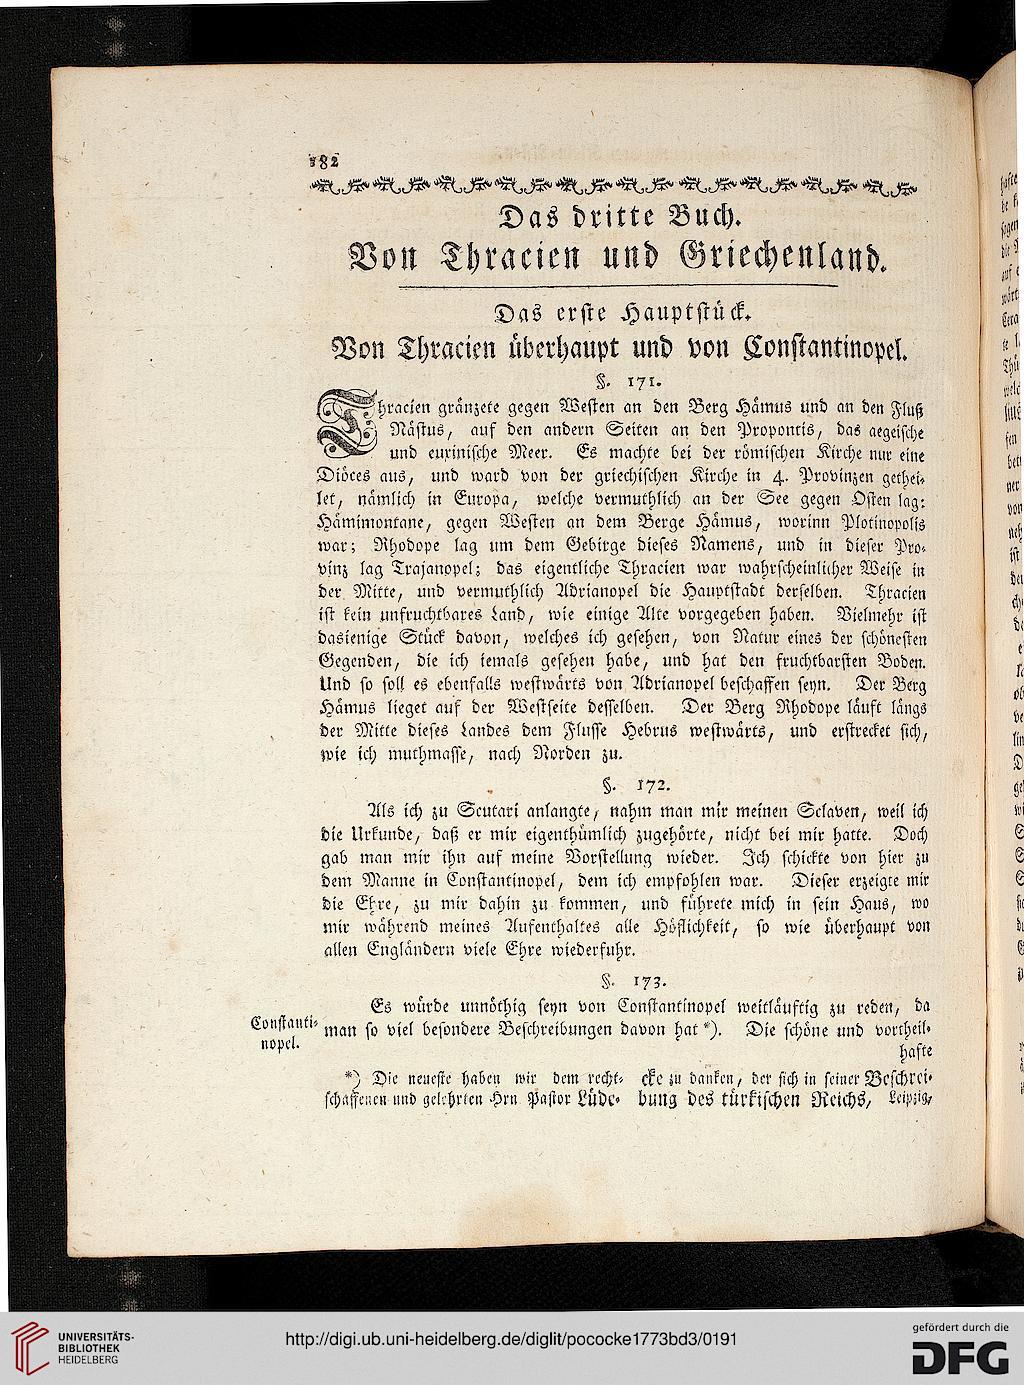 182
Das dritte Buch.
Von Thracien und Griechenland.
Das erste Hauptstück.
Von Thracien überhaupt und von Constantinopel.
§. 171.
Thracien gränzete gegen Westen an den Berg Hämus und an den Fluß
Nästus, auf den andern Seiten an den Propontis, das aegeische
und euxinische Meer. Es machte bei der römischen Kirche nur eine
Diöces aus, und ward von der griechischen Kirche in 4. Provinzen gethei-
let, nämlich in Europa, welche vermuthlich an der See gegen Osten lag:
Hämimontane, gegen Westen an dem Berge Hämus, worinn Plotinopolis
war; Rhodope lag um dem Gebirge dieses Namens, und in dieser Pro-
vinz lag Trajanopel; das eigentliche Thracien war wahrscheinlicher Weise in
der Mitte, und vermuthlich Adrianopel die Hauptstadt derselben. Thracien
ist kein unfruchtbares Land, wie einige Alte vorgegeben haben. Vielmehr ist
dasienige Stück davon, welches ich gesehen, von Natur eines der schönesten
Gegenden, die ich iemals gesehen habe, und hat den fruchtbarsten Boden.
Und so soll es ebenfalls westwärts von Adrianopel beschaffen seyn. Der Berg
Hämus lieget auf der Westseite desselben. Der Berg Rhodope läuft längs
der Mitte dieses Landes dem Flusse Hebrus westwärts, und erstrecket sich,
wie ich muthmasse, nach Norden zu.
§. 172.
Als ich zu Scutari anlangte, nahm man mir meinen Sclaven, weil ich
die Urkunde, daß er mir eigenthümlich zugehörte, nicht bei mir hatte. Doch
gab man mir ihn auf meine Vorstellung wieder. Ich schickte von hier zu
dem Manne in Constantinopel, dem ich empfohlen war. Dieser erzeigte mir
die Ehre, zu mir dahin zu kommen, und führete mich in sein Haus, wo
mir während meines Aufenthaltes alle Höflichkeit, so wie überhaupt von
allen Engländern viele Ehre wiederfuhr.
§. 173.
Es würde unnöthig seyn von Constantinopel weitläuftig zu reden, da
Constanti-
nopel.
man so viel besondere Beschreibungen davon hat *). Die schöne und vortheil-
hafte
*) Die neueste haben wir dem recht-
schaffenen und gelehrten Hrn Pastor Lüde-
cke zu danken, der sich in seiner Beschrei-
bung des türkischen Reichs, Leipzig,
UNIVERSITÄTS-
BIBLIOTHEK
HEIDELBERG
http://digi.ub.uni-heidelberg.de/diglit/pococke1773bd3/0191
gefördert durch die
DFG